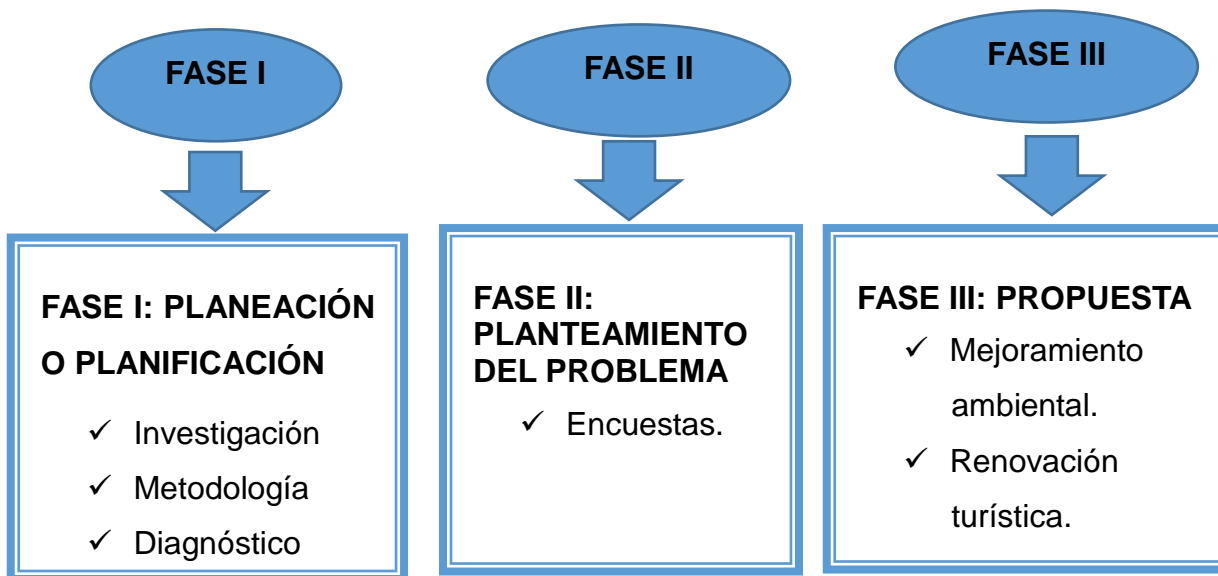 FASE I
FASE II
FASE III
FASE I: PLANEACIÓN
O PLANIFICACIÓN
✓ Investigación
✓ Metodología
✓ Diagnóstico
FASE II:
PLANTEAMIENTO
DEL PROBLEMA
✓ Encuestas.
FASE III: PROPUESTA
✓ Mejoramiento
ambiental.
✓ Renovación
turística.